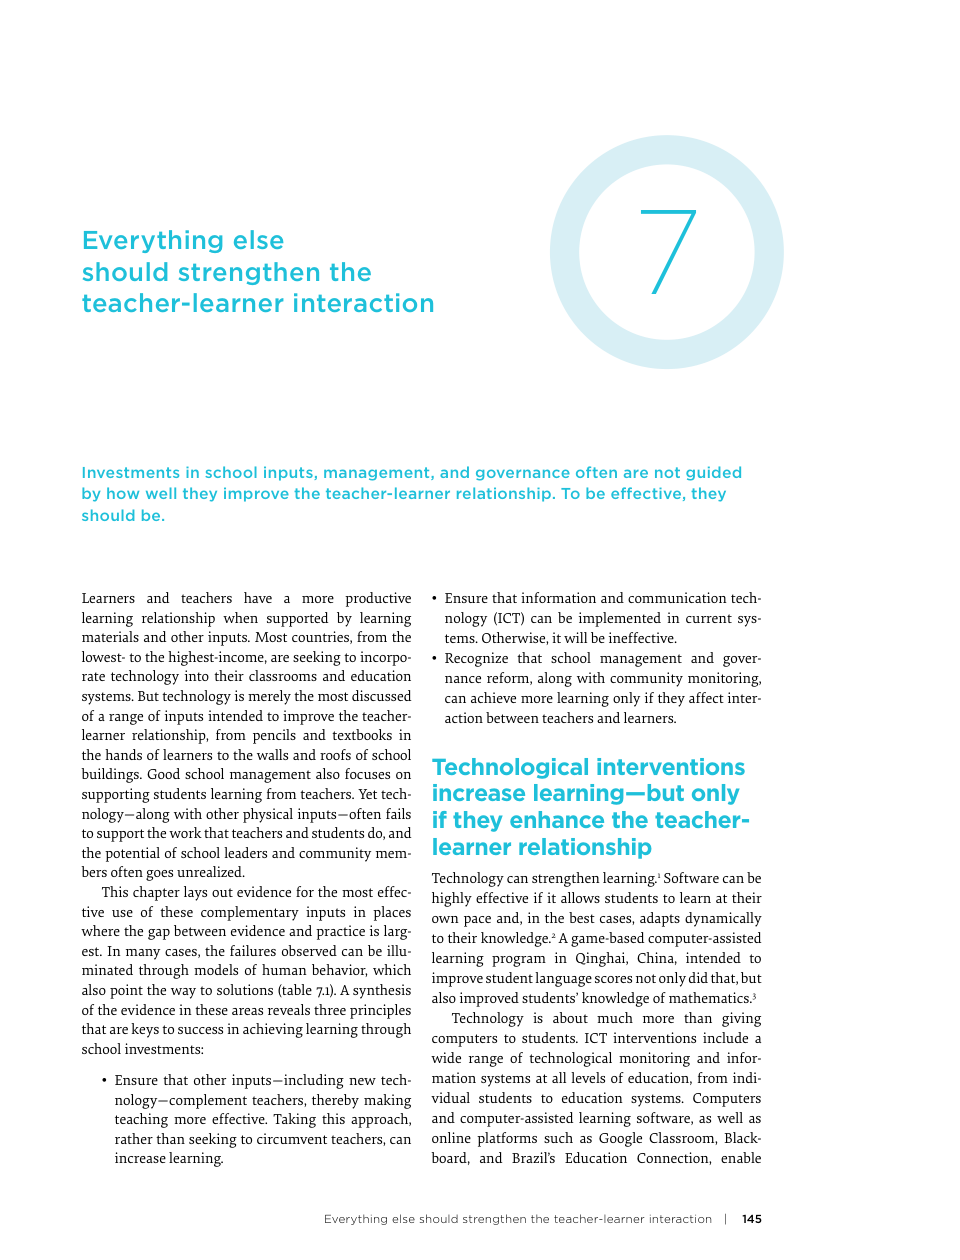 7
Everything else
should strengthen the
teacher-learner interaction
Investments in school inputs, management, and governance often are not guided
by how well they improve the teacher-learner relationship. To be effective, they
should be.
Learners and teachers have a more productive
learning relationship when supported by learning
materials and other inputs. Most countries, from the
lowest- to the highest-income, are seeking to incorpo-
rate technology into their classrooms and education
systems. But technology is merely the most discussed
of a range of inputs intended to improve the teacher-
learner relationship, from pencils and textbooks in
the hands of learners to the walls and roofs of school
buildings. Good school management also focuses on
supporting students learning from teachers. Yet tech-
nology—along with other physical inputs—often fails
to support the work that teachers and students do, and
the potential of school leaders and community mem-
bers often goes unrealized.
This chapter lays out evidence for the most effec-
tive use of these complementary inputs in places
where the gap between evidence and practice is larg-
est. In many cases, the failures observed can be illu-
minated through models of human behavior, which
also point the way to solutions (table 7.1). A synthesis
of the evidence in these areas reveals three principles
that are keys to success in achieving learning through
school investments:
• Ensure that other inputs—including new tech-
nology—complement teachers, thereby making
teaching more effective. Taking this approach,
rather than seeking to circumvent teachers, can
increase learning.
• Ensure that information and communication tech-
nology (ICT) can be implemented in current sys-
tems. Otherwise, it will be ineffective.
• Recognize that school management and gover-
nance reform, along with community monitoring,
can achieve more learning only if they affect inter-
action between teachers and learners.
Technological interventions
increase learning—but only
if they enhance the teacher-
learner relationship
Technology can strengthen learning.¹ Software can be
highly effective if it allows students to learn at their
own pace and, in the best cases, adapts dynamically
to their knowledge.² A game-based computer-assisted
learning program in Qinghai, China, intended to
improve student language scores not only did that, but
also improved students’ knowledge of mathematics.³
Technology is about much more than giving
computers to students. ICT interventions include a
wide range of technological monitoring and infor-
mation systems at all levels of education, from indi-
vidual students to education systems. Computers
and computer-assisted learning software, as well as
online platforms such as Google Classroom, Black-
board, and Brazil’s Education Connection, enable
Everything else should strengthen the teacher-learner interaction | 145